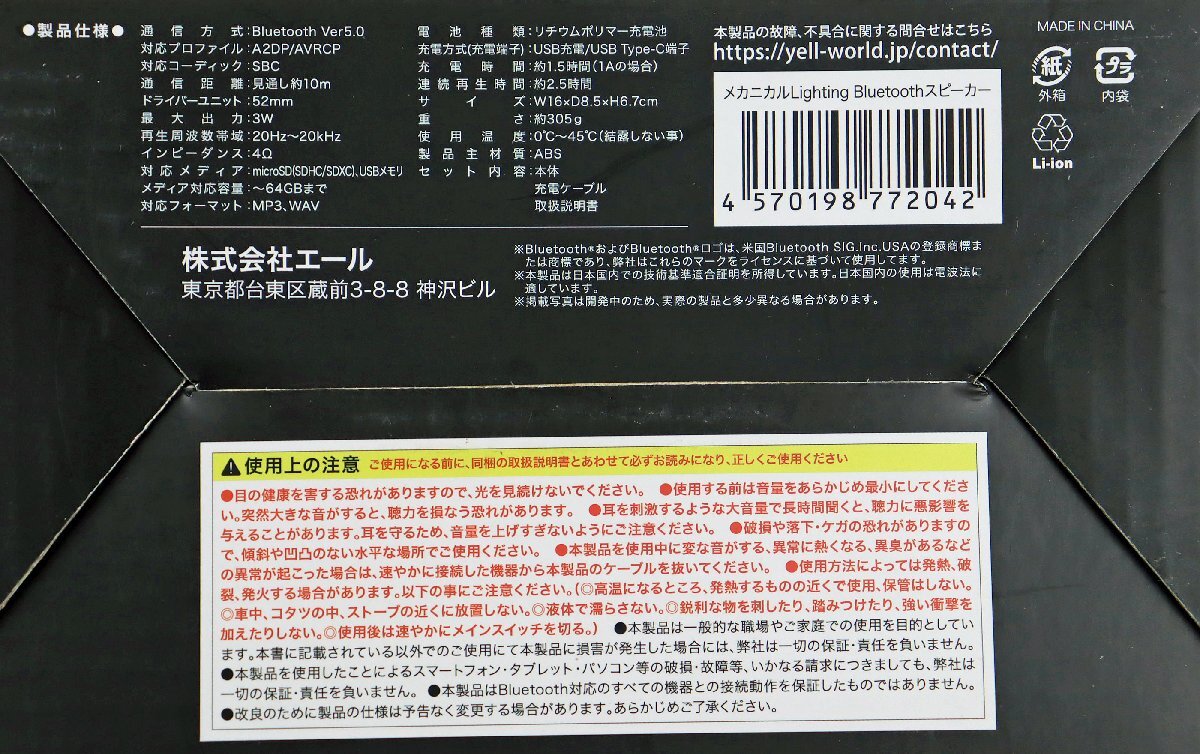 ●製品仕様●
通信方式:Bluetooth Ver5.0
対応プロファイル:A2DP/AVRCP
対応コーディック:SBC
通信距離:見通し約10m
ドライバーユニット:52mm
最大出力:3W
再生周波数帯域:20Hz〜20kHz
インピーダンス:4Ω
対応メディア:microSD(SDHC/SDXC)、USBメモリ
メディア対応容量:〜64GBまで
対応フォーマット:MP3、WAV
電池種類:リチウムポリマー充電池
充電方式(充電端子):USB充電/USB Type-C端子
充電時間:約1.5時間(1Aの場合)
連続再生時間:約2.5時間
サイズ:W16×D8.5×H6.7cm
重さ:約305g
使用温度:0℃〜45℃(結露しない事)
製品主材質:ABS
セット内容:本体
充電ケーブル
取扱説明書
本製品の故障、不具合に関する問合せはこちら
https://yell-world.jp/contact/
メカニカルLighting Bluetoothスピーカー
4 570198 772042
MADE IN CHINA
紙
外箱
プラ
内袋
Li-ion
株式会社エール
東京都台東区蔵前3-8-8 神沢ビル
※Bluetooth®およびBluetooth®ロゴは、米国Bluetooth SIG.Inc.USAの登録商標ま
たは商標であり、弊社はこれらのマークをライセンスに基づいて使用してます。
※本製品は日本国内での技術基準適合証明を所得しています。日本国内の使用は電波法に
適しています。
※掲載写真は開発中のため、実際の製品と多少異なる場合があります。
⚠使用上の注意 ご使用になる前に、同梱の取扱説明書とあわせて必ずお読みになり、正しくご使用ください
●目の健康を害する恐れがありますので、光を見続けないでください。 ●使用する前は音量をあらかじめ最小にしてくださ
い。突然大きな音がすると、聴力を損なう恐れがあります。 ●耳を刺激するような大音量で長時間聞くと、聴力に悪影響を
与えることがあります。耳を守るため、音量を上げすぎないようにご注意ください。 ●破損や落下・ケガの恐れがありますの
で、傾斜や凹凸のない水平な場所でご使用ください。 ●本製品を使用中に変な音がする、異常に熱くなる、異臭があるなど
の異常が起こった場合は、速やかに接続した機器から本製品のケーブルを抜いてください。 ●使用方法によっては発熱、破
裂、発火する場合があります。以下の事にご注意ください。(◎高温になるところ、発熱するものの近くで使用、保管はしない。
◎車中、コタツの中、ストーブの近くに放置しない。◎液体で濡らさない。◎鋭利な物を刺したり、踏みつけたり、強い衝撃を
加えたりしない。◎使用後は速やかにメインスイッチを切る。) ●本製品は一般的な職場やご家庭での使用を目的としてい
ます。本書に記載されている以外でのご使用にて本製品に損害が発生した場合には、弊社は一切の保証・責任を負いません。
●本製品を使用したことによるスマートフォン・タブレット・パソコン等の破損・故障等、いかなる請求につきましても、弊社は
一切の保証・責任を負いません。 ●本製品はBluetooth対応のすべての機器との接続動作を保証したものではありません。
●改良のために製品の仕様は予告なく変更する場合があります。あらかじめご了承ください。